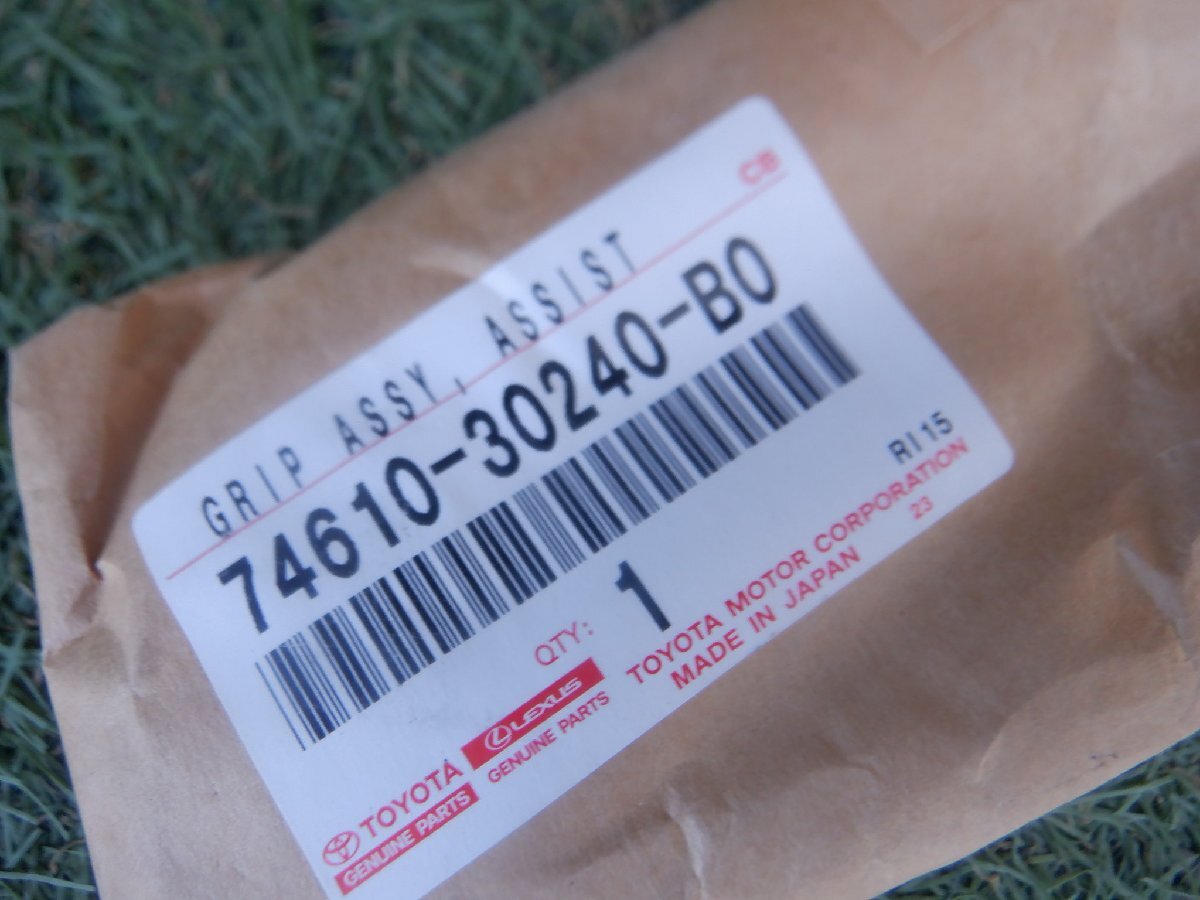 CB
GRIP ASSY, ASSIST
74610-30240-B0
RI15
QTY: 1
TOYOTA MOTOR CORPORATION
MADE IN JAPAN 23
TOYOTA
GENUINE PARTS
LEXUS
GENUINE PARTS